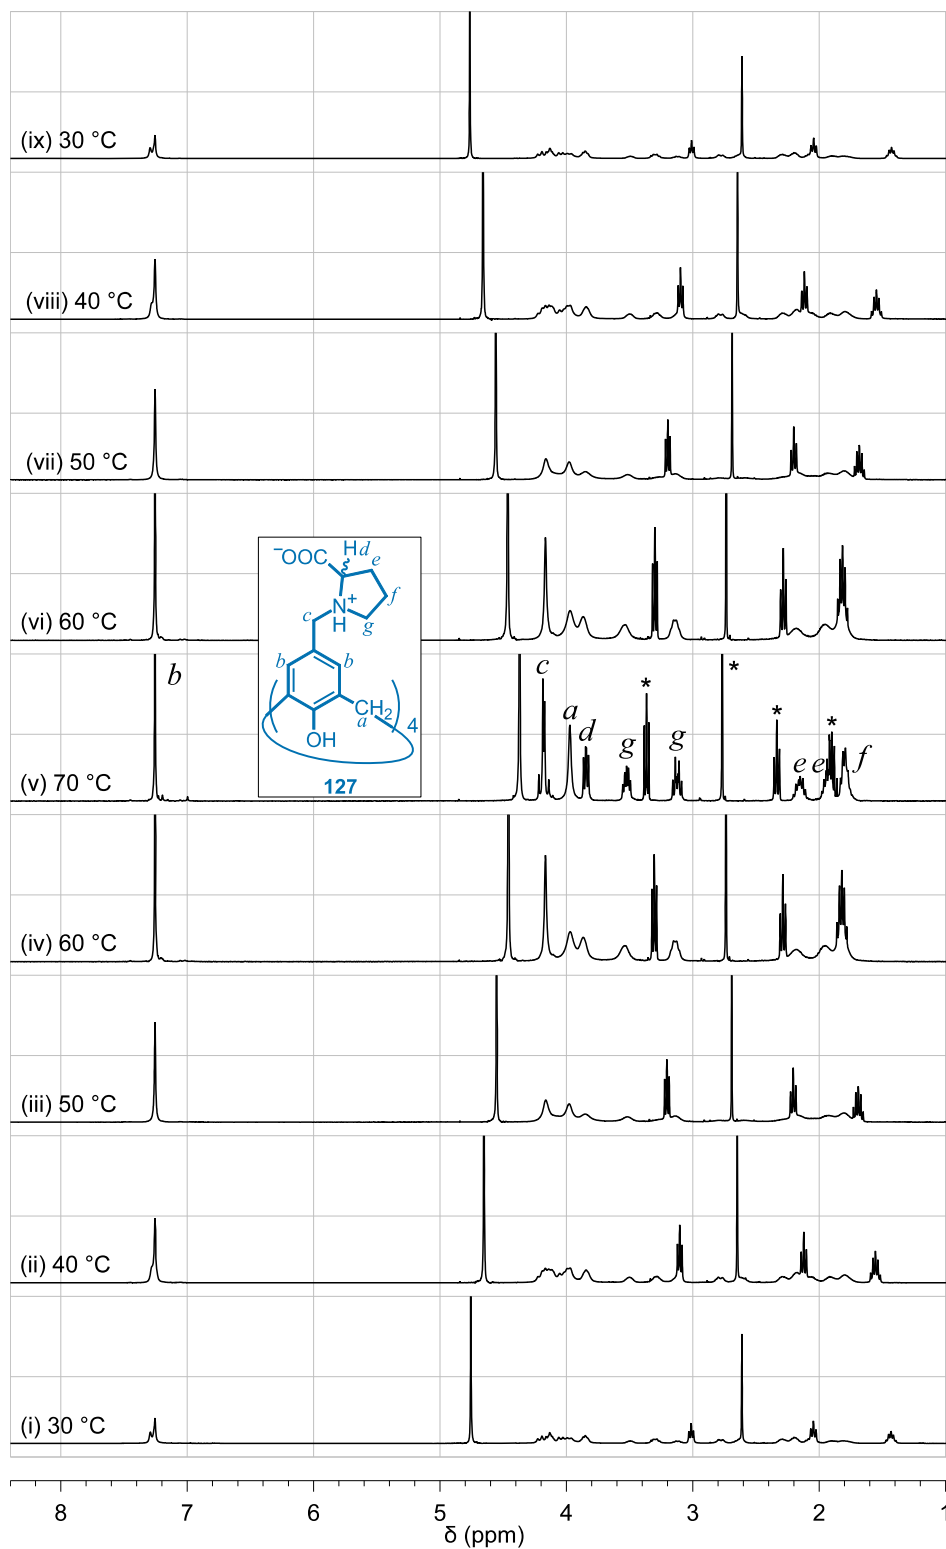 (ix) 30 °C
(viii) 40 °C
(vii) 50 °C
(vi) 60 °C
−OOC
H d
e
f
N+
H
g
c
b
b
CH2
a
4
OH
127
b
c
a
d
g
*
g
*
*
e
e
*
f
(v) 70 °C
(iv) 60 °C
(iii) 50 °C
(ii) 40 °C
(i) 30 °C
8 7 6 5 4 3 2 1
δ (ppm)